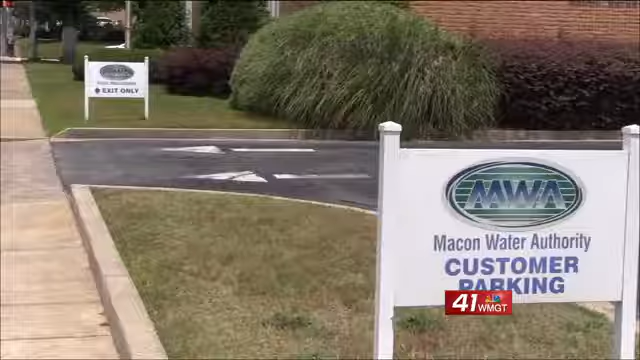 EXIT ONLY
MWA
Macon Water Authority
CUSTOMER
PARKING
41
WMGT